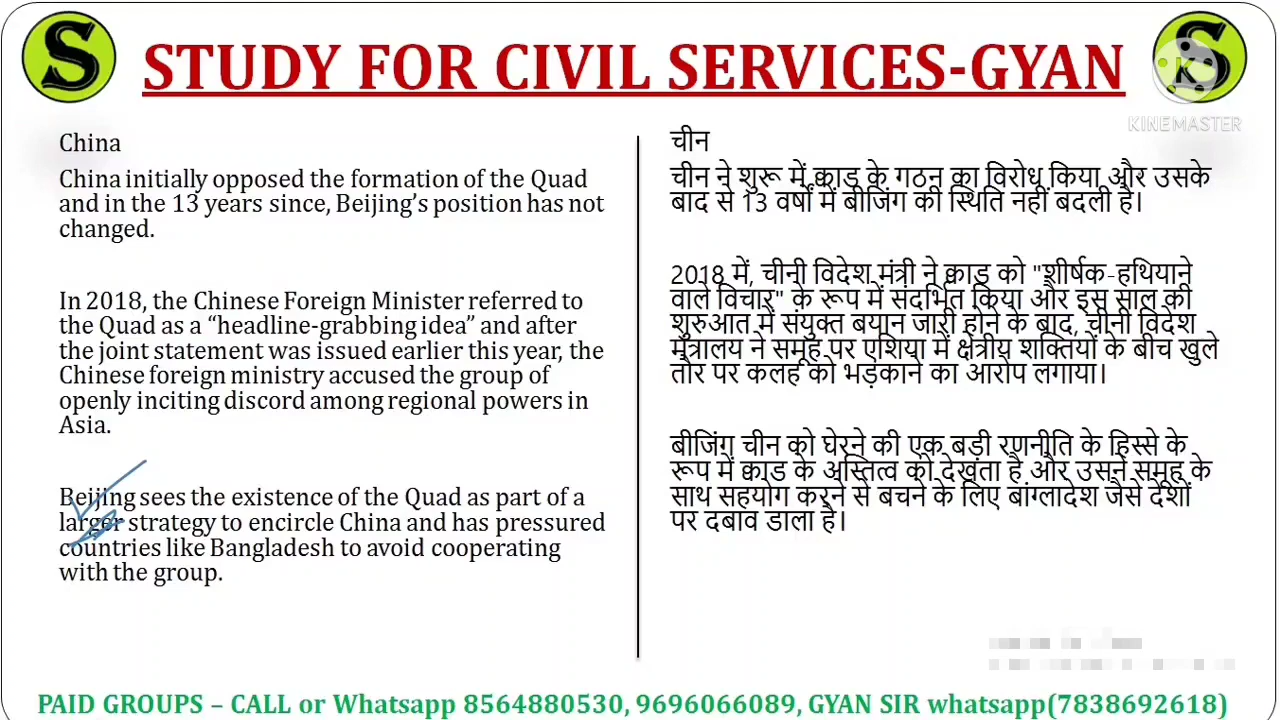 STUDY FOR CIVIL SERVICES-GYAN
S
S
K
KINEMASTER
China
China initially opposed the formation of the Quad
and in the 13 years since, Beijing's position has not
changed.
In 2018, the Chinese Foreign Minister referred to
the Quad as a “headline-grabbing idea” and after
the joint statement was issued earlier this year, the
Chinese foreign ministry accused the group of
openly inciting discord among regional powers in
Asia.
Beijing sees the existence of the Quad as part of a
larger strategy to encircle China and has pressured
countries like Bangladesh to avoid cooperating
with the group.
चीन
चीन ने शुरू में क्वाड के गठन का विरोध किया और उसके
बाद से 13 वर्षों में बीजिंग की स्थिति नहीं बदली है।
2018 में, चीनी विदेश मंत्री ने क्वाड को "शीर्षक-हथियाने
वाले विचार" के रूप में संदर्भित किया और इस साल की
शुरुआत में संयुक्त बयान जारी होने के बाद, चीनी विदेश
मंत्रालय ने समूह पर एशिया में क्षेत्रीय शक्तियों के बीच खुले
तौर पर कलह को भड़काने का आरोप लगाया।
बीजिंग चीन को घेरने की एक बड़ी रणनीति के हिस्से के
रूप में क्वाड के अस्तित्व को देखता है और उसने समूह के
साथ सहयोग करने से बचने के लिए बांग्लादेश जैसे देशों
पर दबाव डाला है।
PAID GROUPS – CALL or Whatsapp 8564880530, 9696066089, GYAN SIR whatsapp(7838692618)